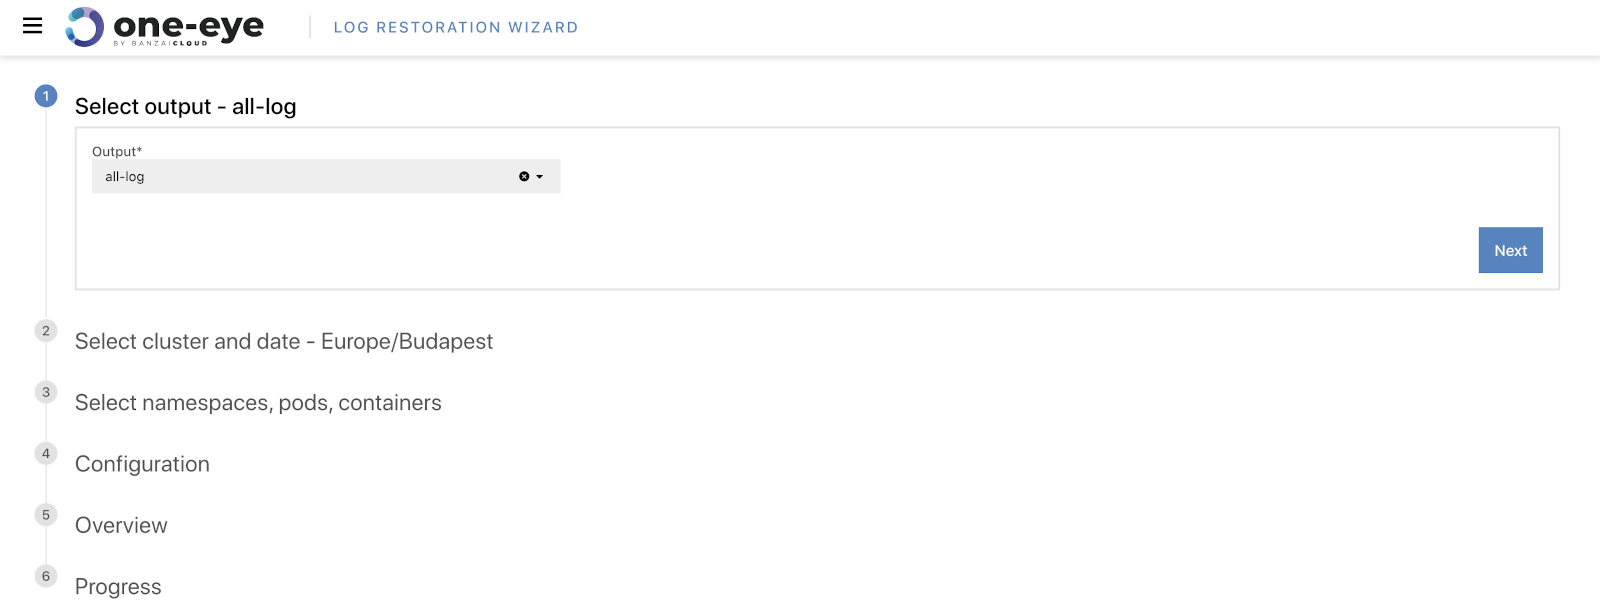 one-eye
BY BANZAICLOUD
LOG RESTORATION WIZARD
1
Select output - all-log
Output*
all-log
Next
2
Select cluster and date - Europe/Budapest
3
Select namespaces, pods, containers
4
Configuration
5
Overview
6
Progress